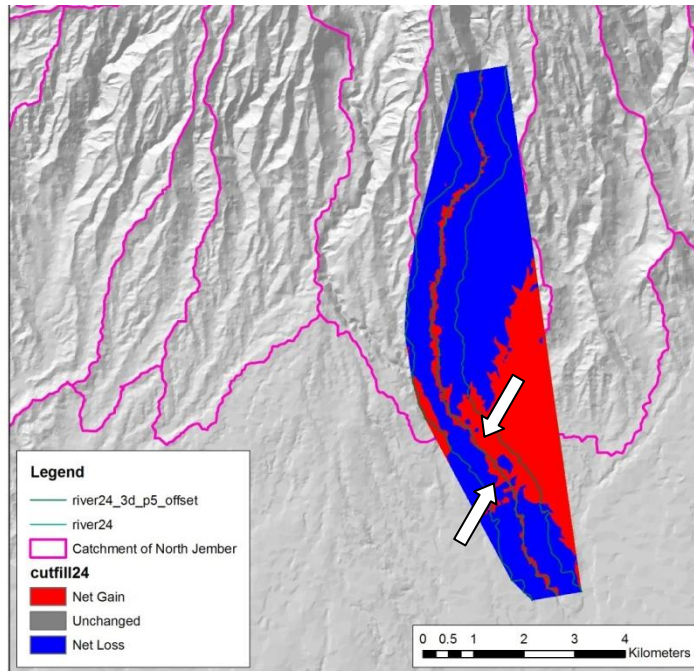 Legend
river24_3d_p5_offset
river24
Catchment of North Jember
cutfill24
Net Gain
Unchanged
Net Loss
0 0.5 1 2 3 4
Kilometers